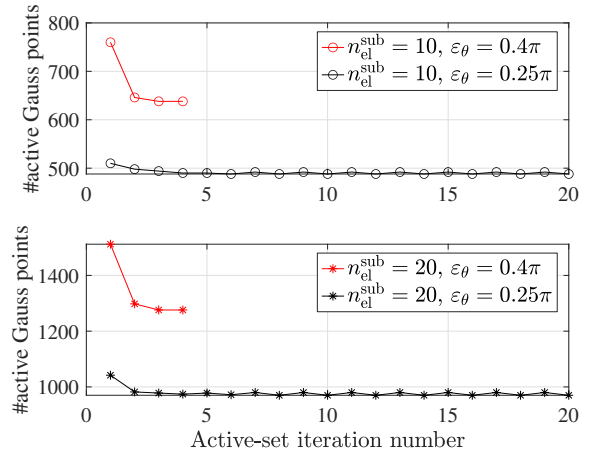 800
700
600
500
#active Gauss points
0
5
10
15
20
n_el^sub = 10, ε_θ = 0.4π
n_el^sub = 10, ε_θ = 0.25π
1400
1200
1000
#active Gauss points
0
5
10
15
20
n_el^sub = 20, ε_θ = 0.4π
n_el^sub = 20, ε_θ = 0.25π
Active-set iteration number